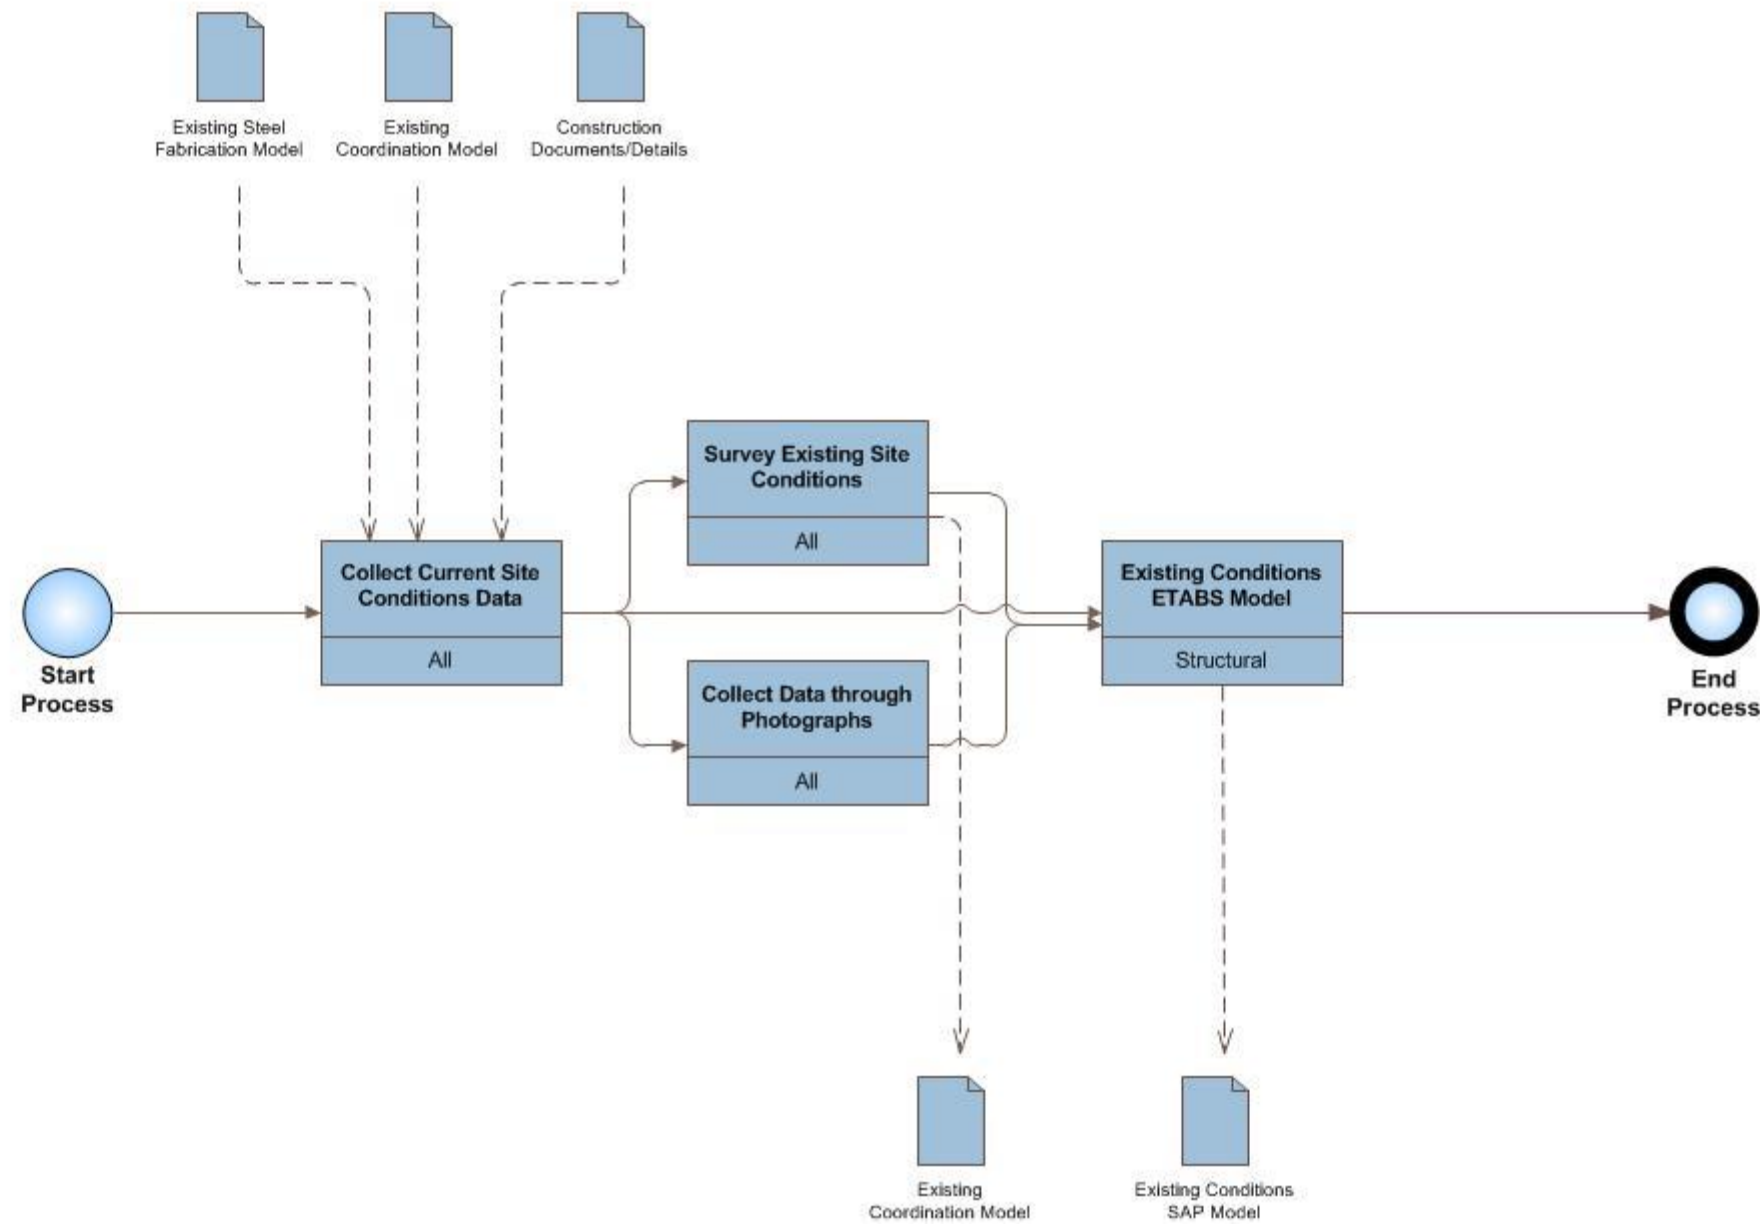 Existing Steel
Fabrication Model
Existing
Coordination Model
Construction
Documents/Details
Survey Existing Site
Conditions
All
Collect Current Site
Conditions Data
All
Existing Conditions
ETABS Model
Structural
Start
Process
Collect Data through
Photographs
All
End
Process
Existing
Coordination Model
Existing Conditions
SAP Model